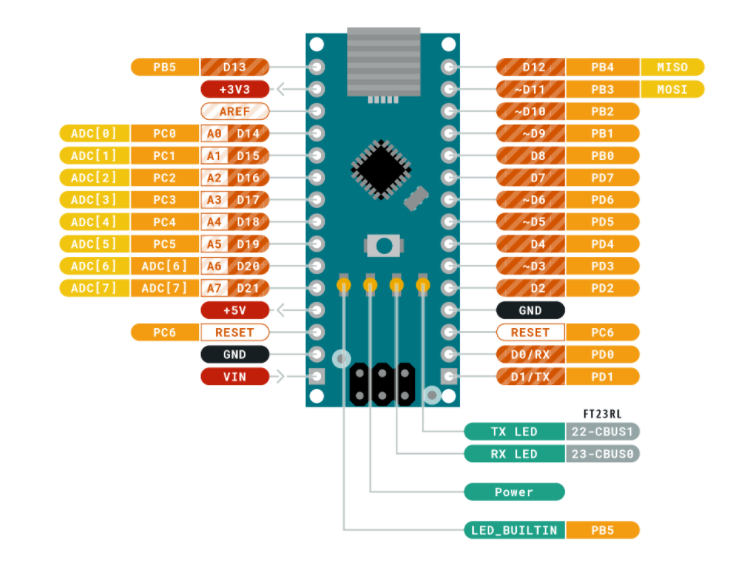 PB5 D13 D12 PB4 MISO
+3V3 ~D11 PB3 MOSI
AREF ~D10 PB2
ADC[0] PC0 A0 D14 ~D9 PB1
ADC[1] PC1 A1 D15 D8 PB0
ADC[2] PC2 A2 D16 D7 PD7
ADC[3] PC3 A3 D17 ~D6 PD6
ADC[4] PC4 A4 D18 ~D5 PD5
ADC[5] PC5 A5 D19 D4 PD4
ADC[6] ADC[6] A6 D20 ~D3 PD3
ADC[7] ADC[7] A7 D21 D2 PD2
+5V GND
PC6 RESET RESET PC6
GND D0/RX PD0
VIN D1/TX PD1
FT23RL
TX LED 22-CBUS1
RX LED 23-CBUS0
Power
LED_BUILTIN PB5